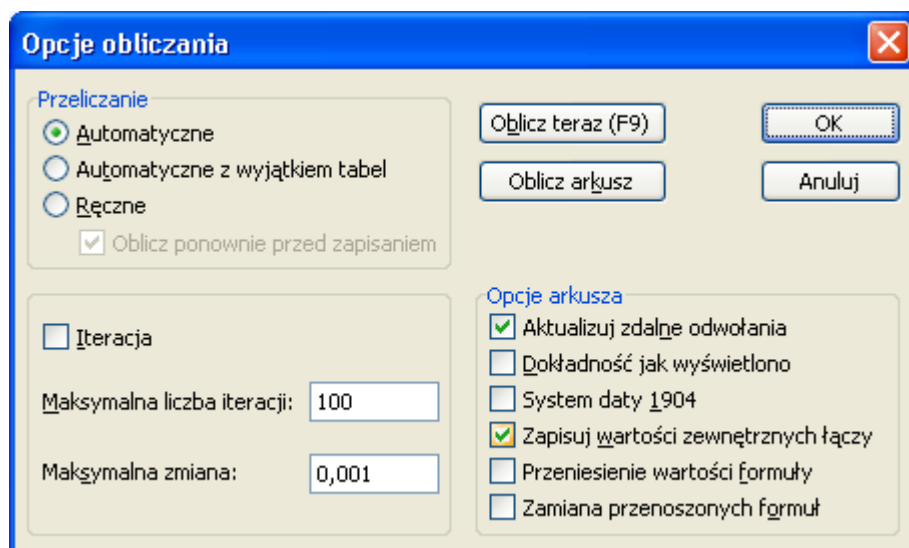 Opcje obliczania
Przeliczanie
Automatyczne
Automatyczne z wyjątkiem tabel
Ręczne
Oblicz ponownie przed zapisaniem
Oblicz teraz (F9)
OK
Oblicz arkusz
Anuluj
Iteracja
Maksymalna liczba iteracji: 100
Maksymalna zmiana: 0,001
Opcje arkusza
Aktualizuj zdalne odwołania
Dokładność jak wyświetlono
System daty 1904
Zapisuj wartości zewnętrznych łączy
Przeniesienie wartości formuły
Zamiana przenoszonych formuł